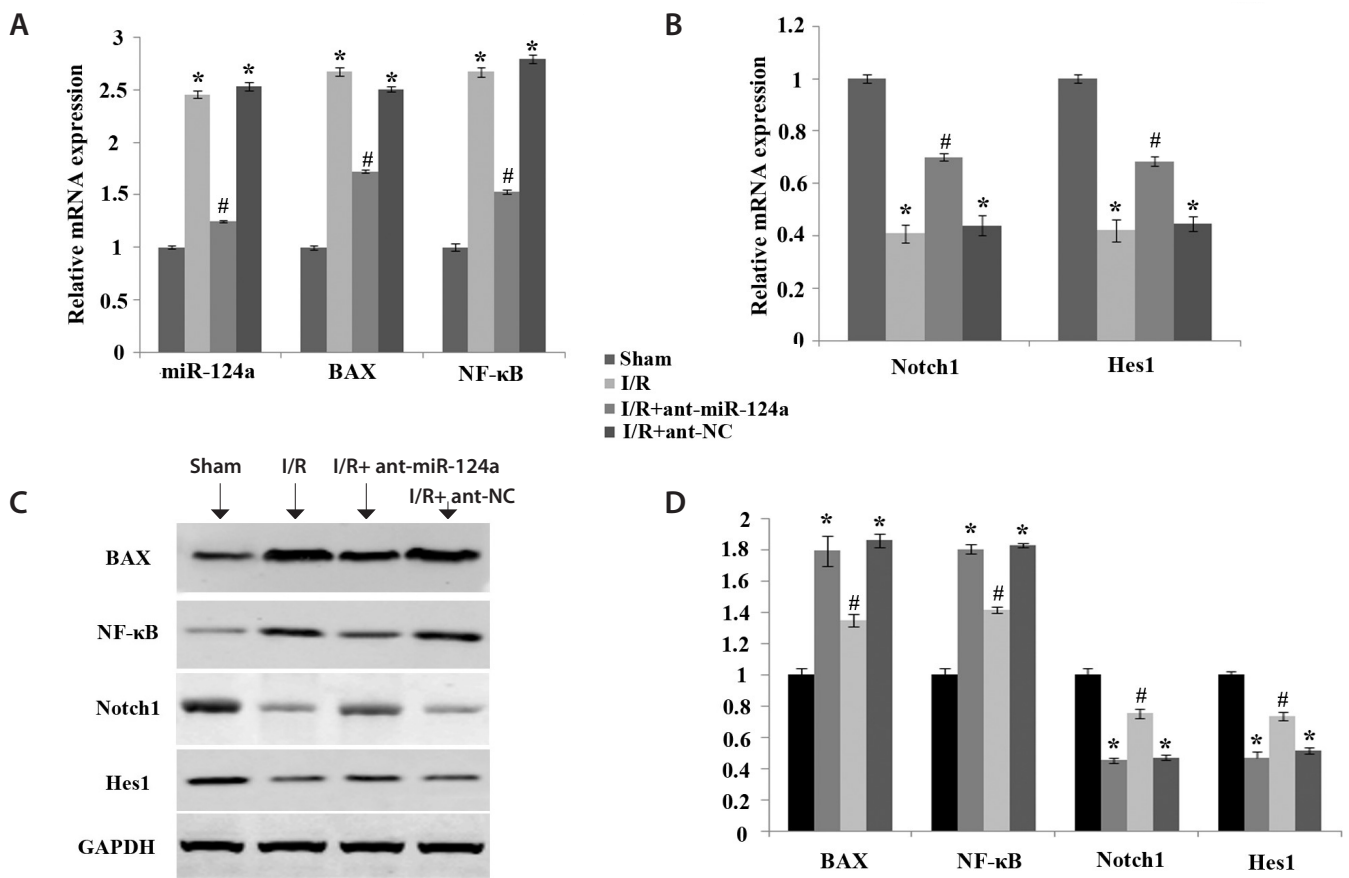 A
Relative mRNA expression
3
2.5
2
1.5
1
0.5
0
* * * * * *
# # #
-miR-124a BAX NF-κB
B
Relative mRNA expression
1.2
1
0.8
0.6
0.4
0.2
0
# #
* * * *
Notch1 Hes1
Sham
I/R
I/R+ant-miR-124a
I/R+ant-NC
C
Sham I/R I/R+ ant-miR-124a
I/R+ ant-NC
BAX
NF-κB
Notch1
Hes1
GAPDH
D
2
1.8
1.6
1.4
1.2
1
0.8
0.6
0.4
0.2
0
* * * *
# #
# #
* * * *
BAX NF-κB Notch1 Hes1